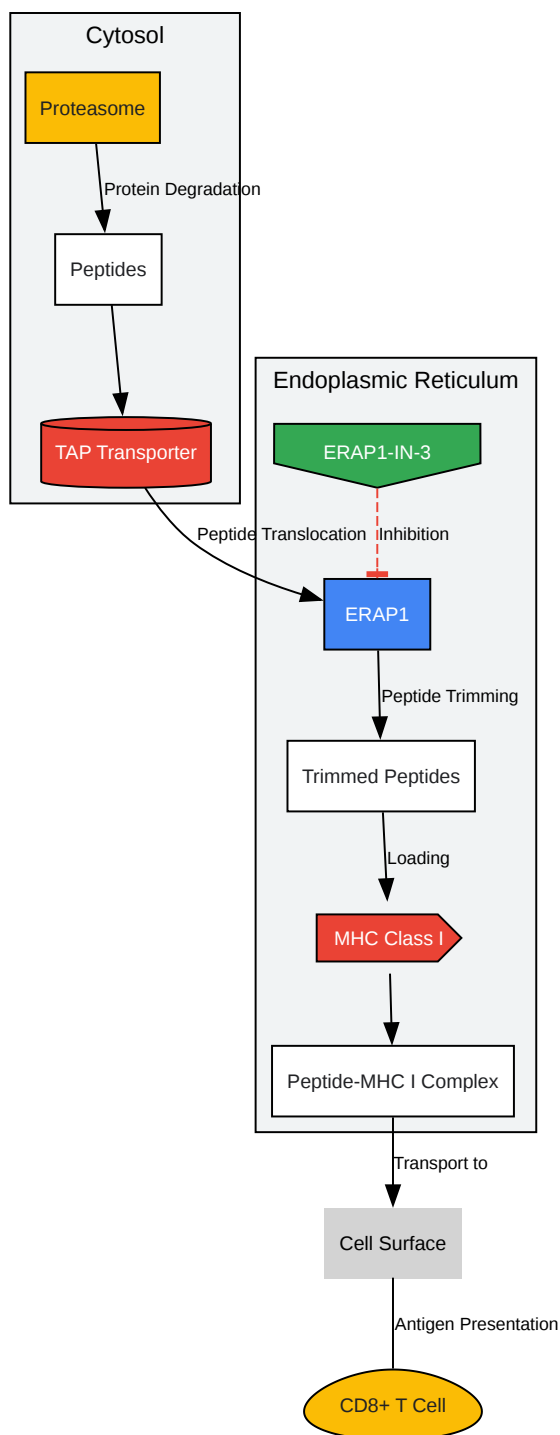 Cytosol
Proteasome
Protein Degradation
Peptides
TAP Transporter
Endoplasmic Reticulum
ERAP1-IN-3
Peptide Translocation
Inhibition
ERAP1
Peptide Trimming
Trimmed Peptides
Loading
MHC Class I
Peptide-MHC I Complex
Transport to
Cell Surface
Antigen Presentation
CD8+ T Cell